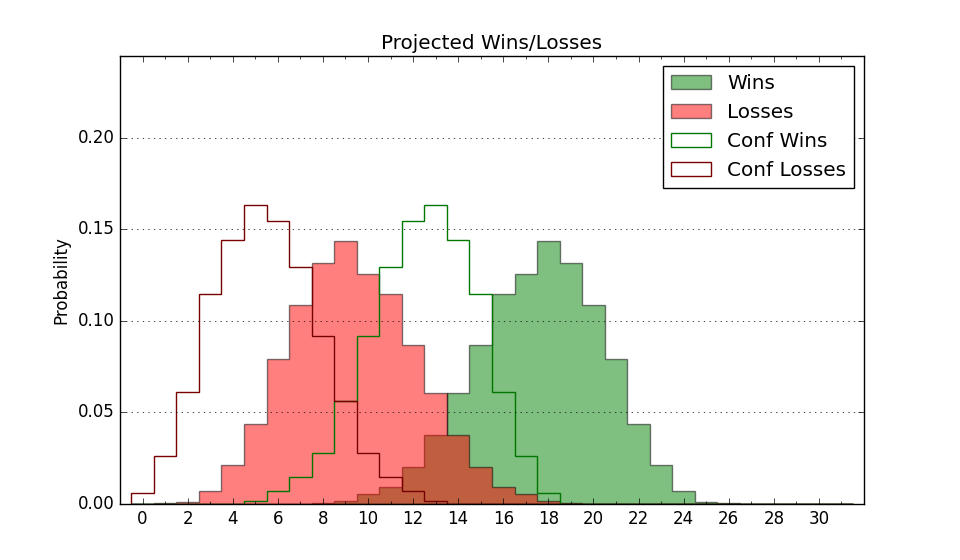 Projected Wins/Losses
Wins
Losses
Conf Wins
Conf Losses
Probability
0.20
0.15
0.10
0.05
0.00
0 2 4 6 8 10 12 14 16 18 20 22 24 26 28 30